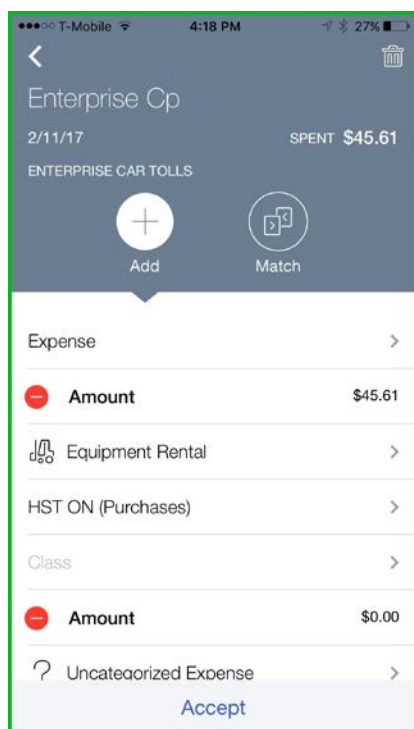 T-Mobile 4:18 PM 27%
Enterprise Cp
2/11/17 SPENT $45.61
ENTERPRISE CAR TOLLS
Add Match
Expense
Amount $45.61
Equipment Rental
HST ON (Purchases)
Class
Amount $0.00
? Uncategorized Expense
Accept